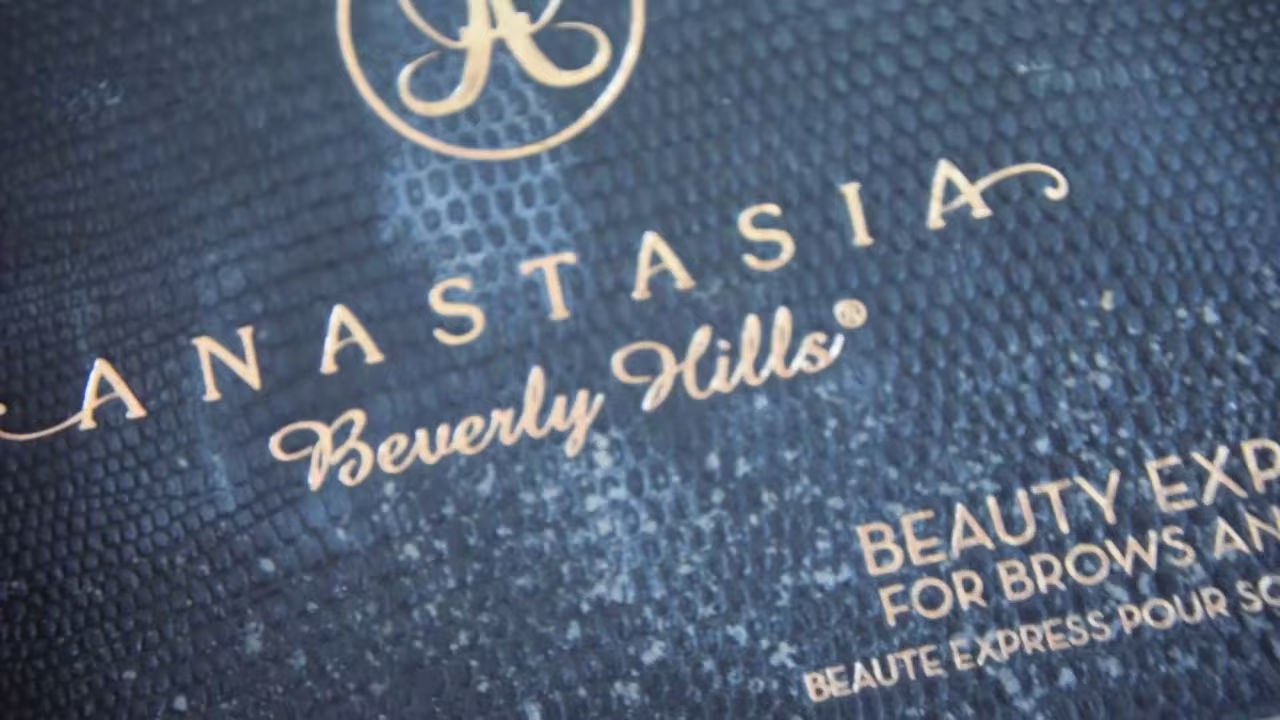 A
ANASTASIA
Beverly Hills®
BEAUTY EXP
FOR BROWS AN
BEAUTE EXPRESS POUR SO